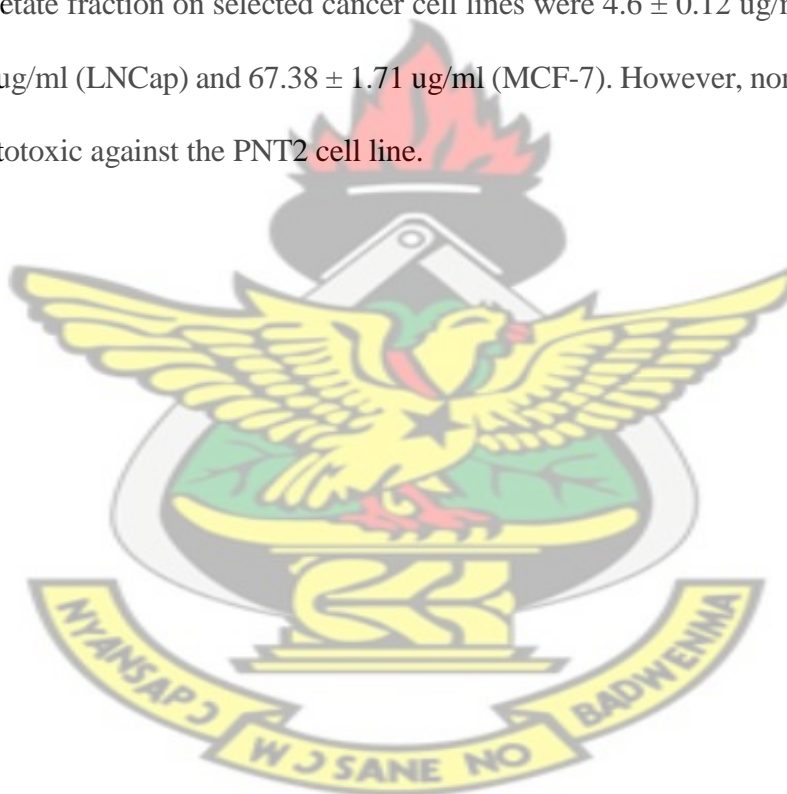 etate fraction on selected cancer cell lines were 4.6 ± 0.12 ug/m
ug/ml (LNCap) and 67.38 ± 1.71 ug/ml (MCF-7). However, nor
totoxic against the PNT2 cell line.
NYANSAPƆ
WƆSANE NO
BADWENMA